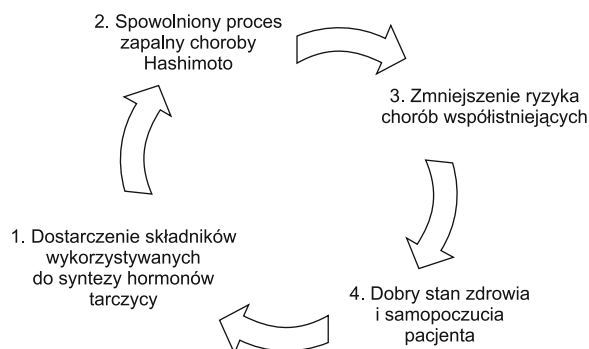 2. Spowolniony proces
zapalny choroby
Hashimoto
3. Zmniejszenie ryzyka
chorób współistniejących
1. Dostarczenie składników
wykorzystywanych
do syntezy hormonów
tarczycy
4. Dobry stan zdrowia
i samopoczucia
pacjenta